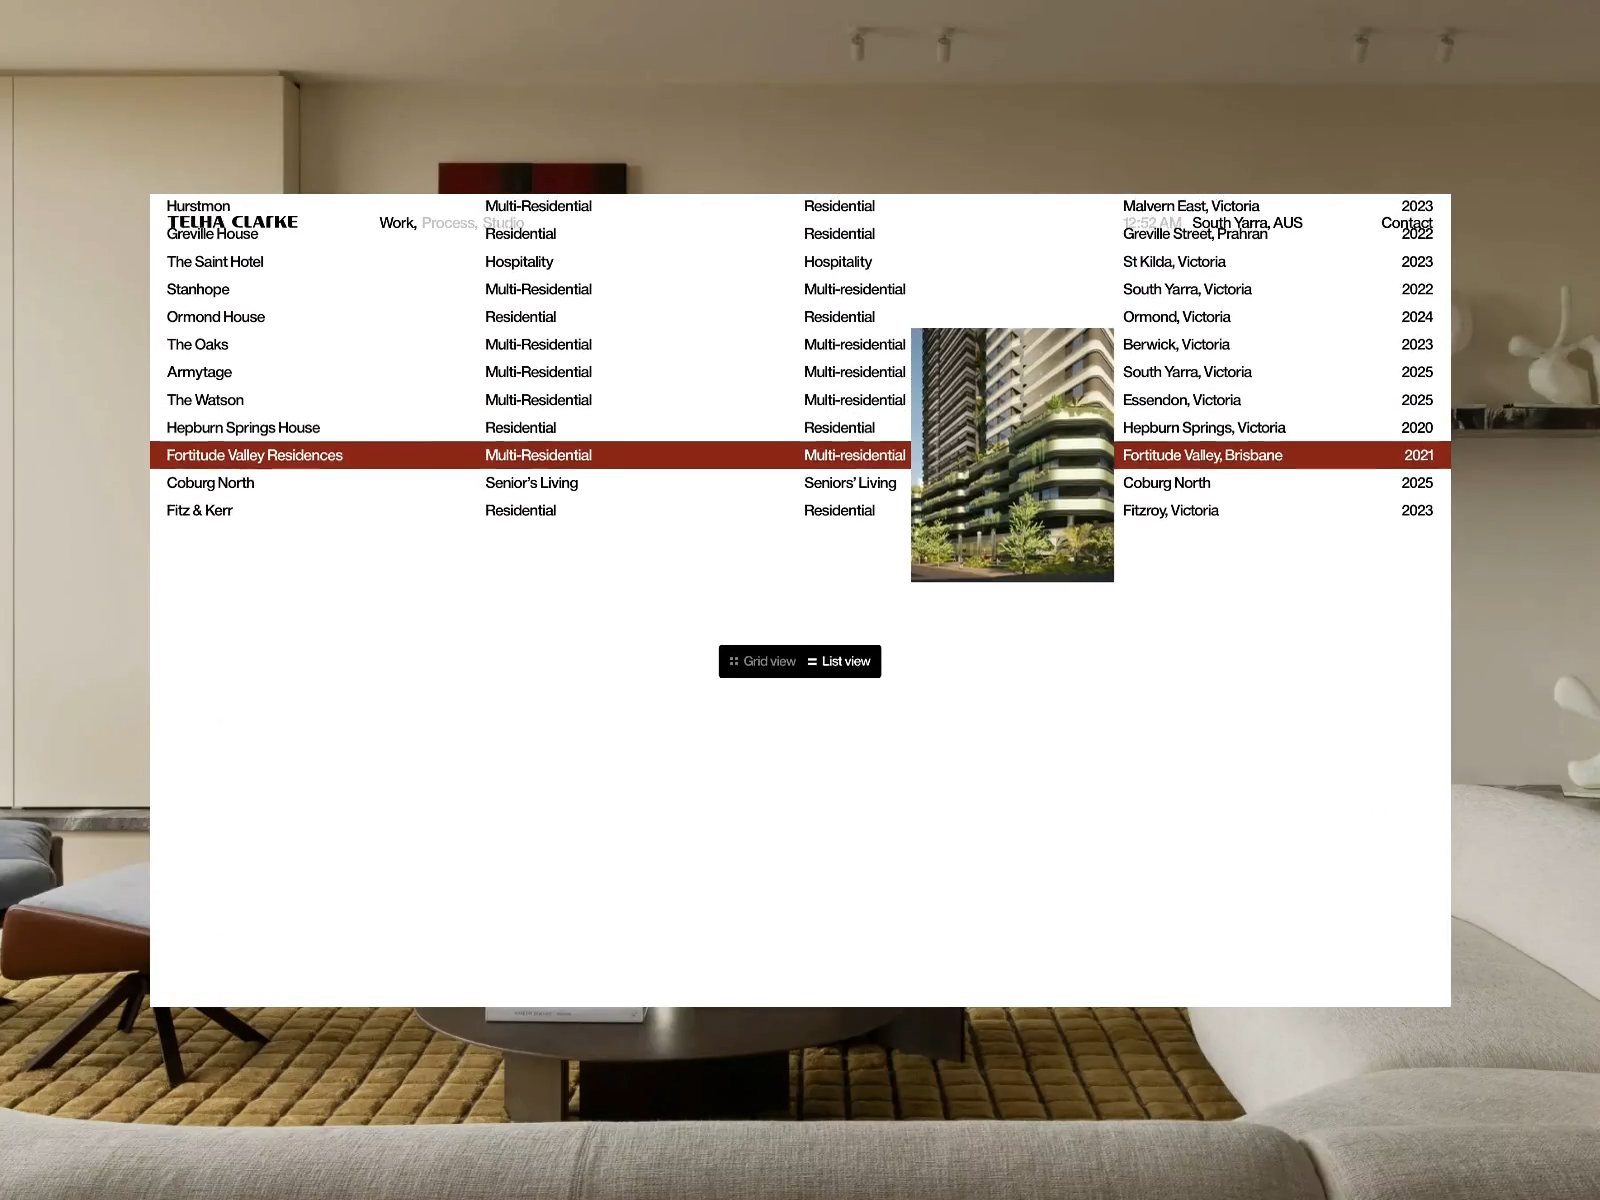 Hurstmon Multi-Residential Residential Malvern East, Victoria 2023
TELHA CLARKE Work, Process, Studio 12:52 AM South Yarra, AUS Contact
Greville House Residential Residential Greville Street, Prahran 2022
The Saint Hotel Hospitality Hospitality St Kilda, Victoria 2023
Stanhope Multi-Residential Multi-residential South Yarra, Victoria 2022
Ormond House Residential Residential Ormond, Victoria 2024
The Oaks Multi-Residential Multi-residential Berwick, Victoria 2023
Armytage Multi-Residential Multi-residential South Yarra, Victoria 2025
The Watson Multi-Residential Multi-residential Essendon, Victoria 2025
Hepburn Springs House Residential Residential Hepburn Springs, Victoria 2020
Fortitude Valley Residences Multi-Residential Multi-residential Fortitude Valley, Brisbane 2021
Coburg North Senior’s Living Seniors’ Living Coburg North 2025
Fitz & Kerr Residential Residential Fitzroy, Victoria 2023
Grid view List view